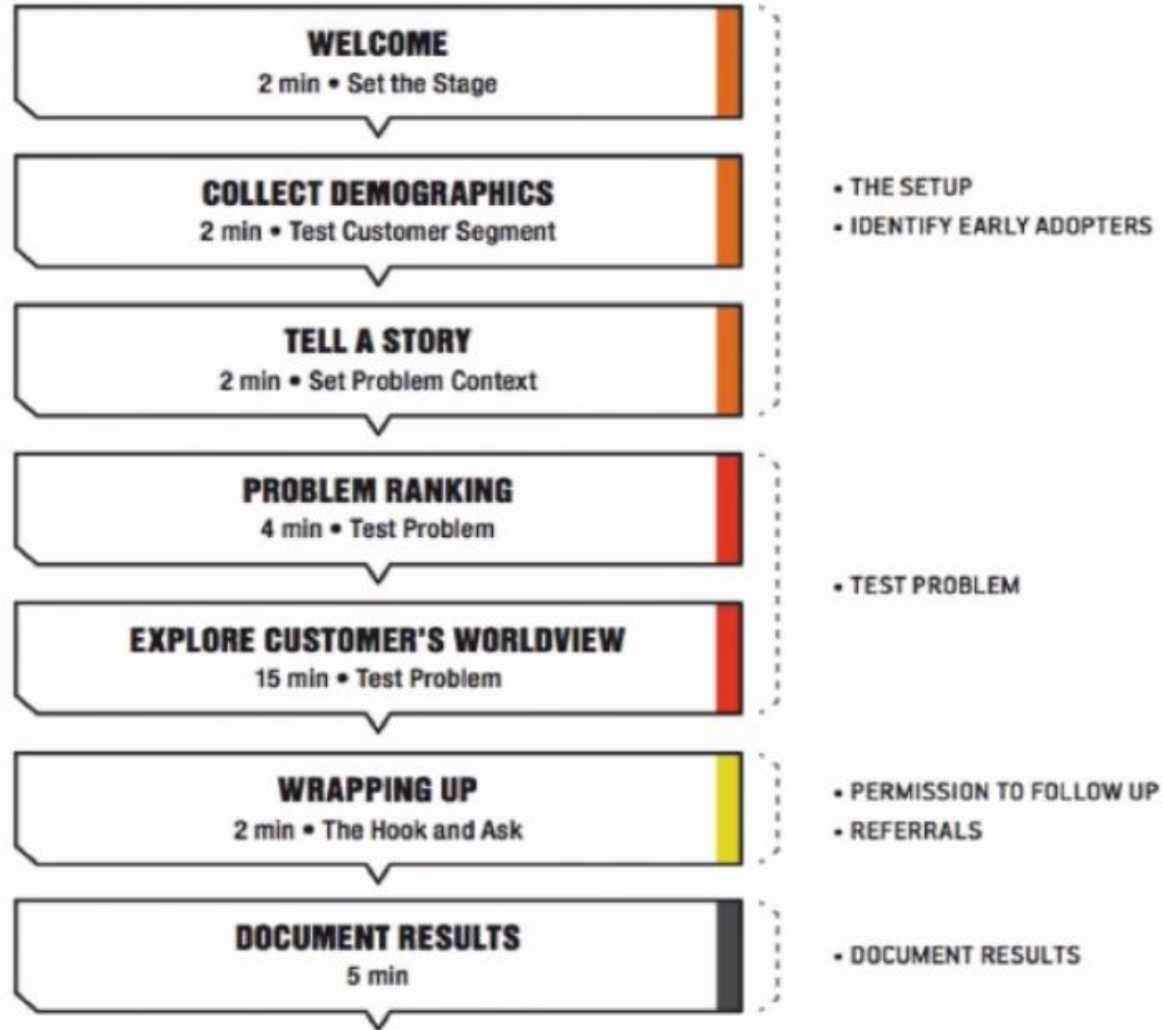 WELCOME
2 min • Set the Stage
COLLECT DEMOGRAPHICS
2 min • Test Customer Segment
• THE SETUP
• IDENTIFY EARLY ADOPTERS
TELL A STORY
2 min • Set Problem Context
PROBLEM RANKING
4 min • Test Problem
• TEST PROBLEM
EXPLORE CUSTOMER'S WORLDVIEW
15 min • Test Problem
WRAPPING UP
2 min • The Hook and Ask
• PERMISSION TO FOLLOW UP
• REFERRALS
DOCUMENT RESULTS
5 min
• DOCUMENT RESULTS